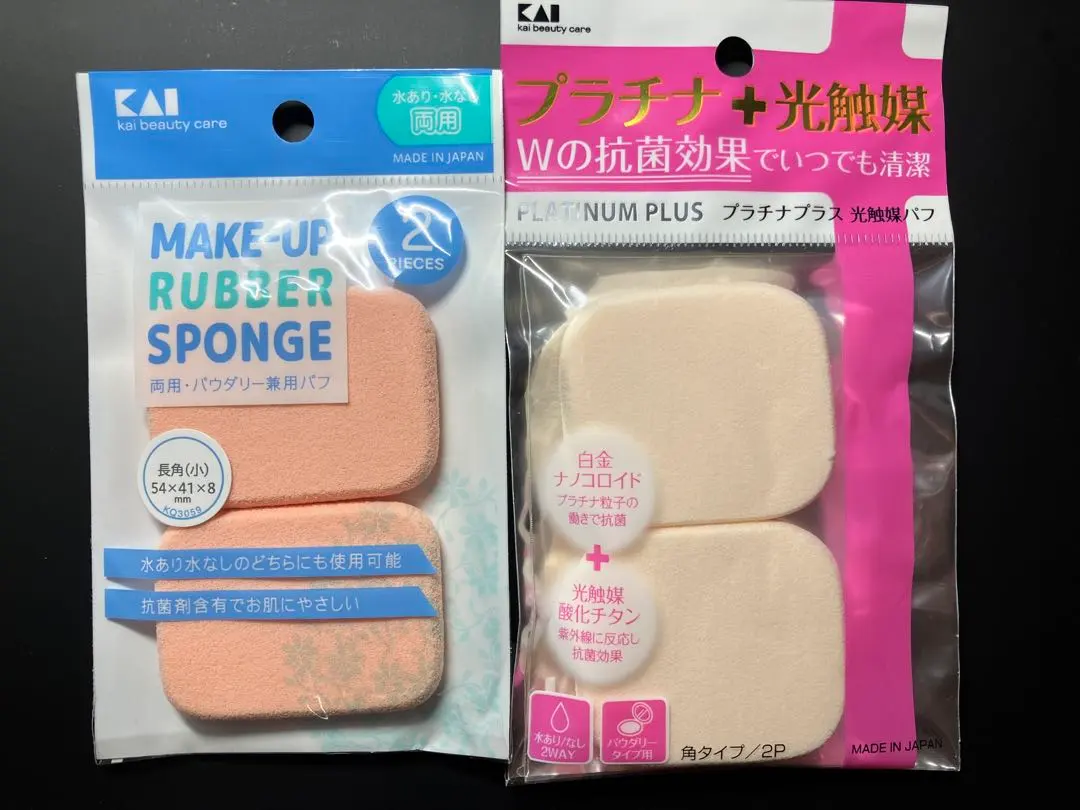 KAI
kai beauty care
水あり・水なし
両用
MADE IN JAPAN
MAKE-UP
RUBBER
SPONGE
両用・パウダリー兼用パフ
2
PIECES
長角(小)
54×41×8
mm
KQ3059
水あり水なしのどちらにも使用可能
抗菌剤含有でお肌にやさしい
KAI
kai beauty care
プラチナ+光触媒
Wの抗菌効果でいつでも清潔
PLATINUM PLUS プラチナプラス 光触媒パフ
白金
ナノコロイド
プラチナ粒子の
働きで抗菌
+
光触媒
酸化チタン
紫外線に反応し
抗菌効果
水あり/なし
2WAY
パウダリー
タイプ用
角タイプ/2P
MADE IN JAPAN